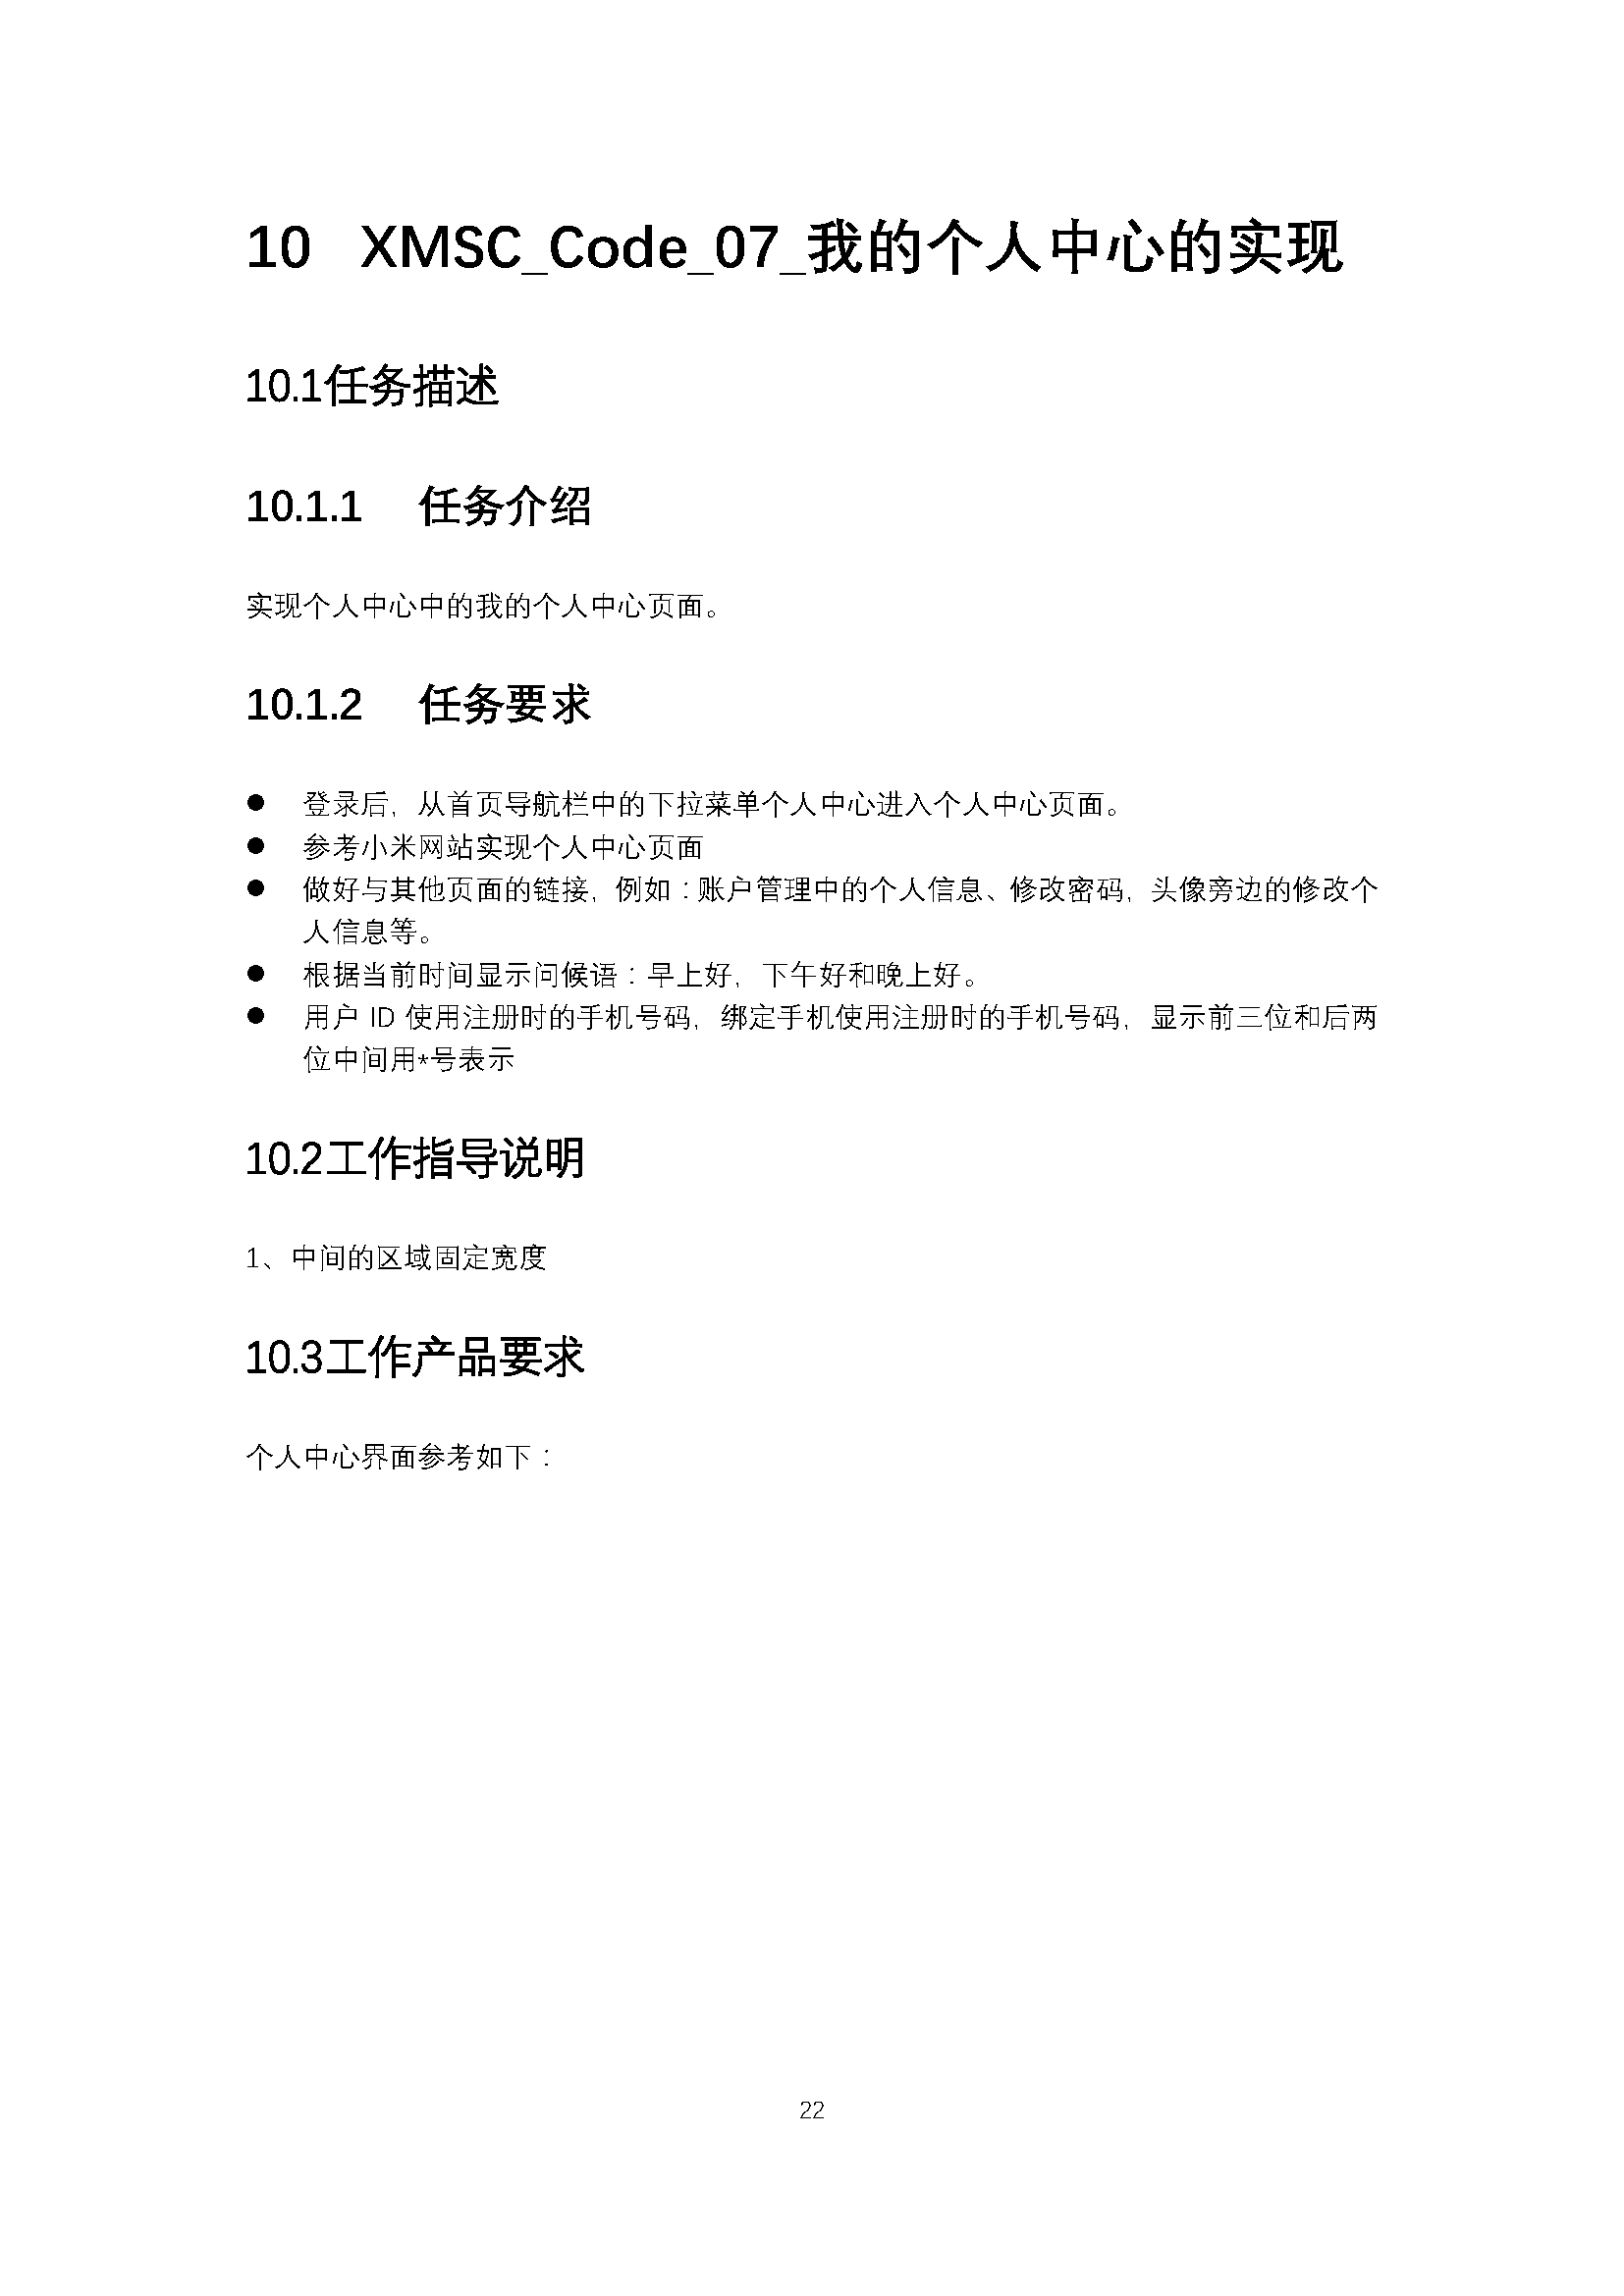 10 XMSC_Code_07_我的个人中心的实现
10.1任务描述
10.1.1 任务介绍
实现个人中心中的我的个人中心页面。
10.1.2 任务要求
● 登录后，从首页导航栏中的下拉菜单个人中心进入个人中心页面。
● 参考小米网站实现个人中心页面
● 做好与其他页面的链接，例如：账户管理中的个人信息、修改密码，头像旁边的修改个
人信息等。
● 根据当前时间显示问候语：早上好，下午好和晚上好。
● 用户 ID 使用注册时的手机号码，绑定手机使用注册时的手机号码，显示前三位和后两
位中间用*号表示
10.2工作指导说明
1、中间的区域固定宽度
10.3工作产品要求
个人中心界面参考如下：
22